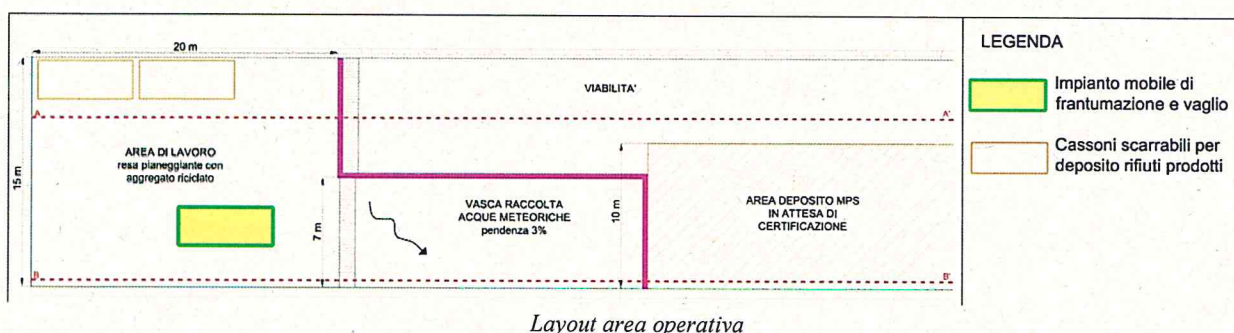 20 m
LEGENDA
Impianto mobile di
frantumazione e vaglio
VIABILITA'
A
A'
Cassoni scarrabili per
deposito rifiuti prodotti
AREA DI LAVORO
resa pianeggiante con
aggregato riciclato
15 m
7 m
VASCA RACCOLTA
ACQUE METEORICHE
pendenza 3%
10 m
AREA DEPOSITO MPS
IN ATTESA DI
CERTIFICAZIONE
B
B'
Layout area operativa